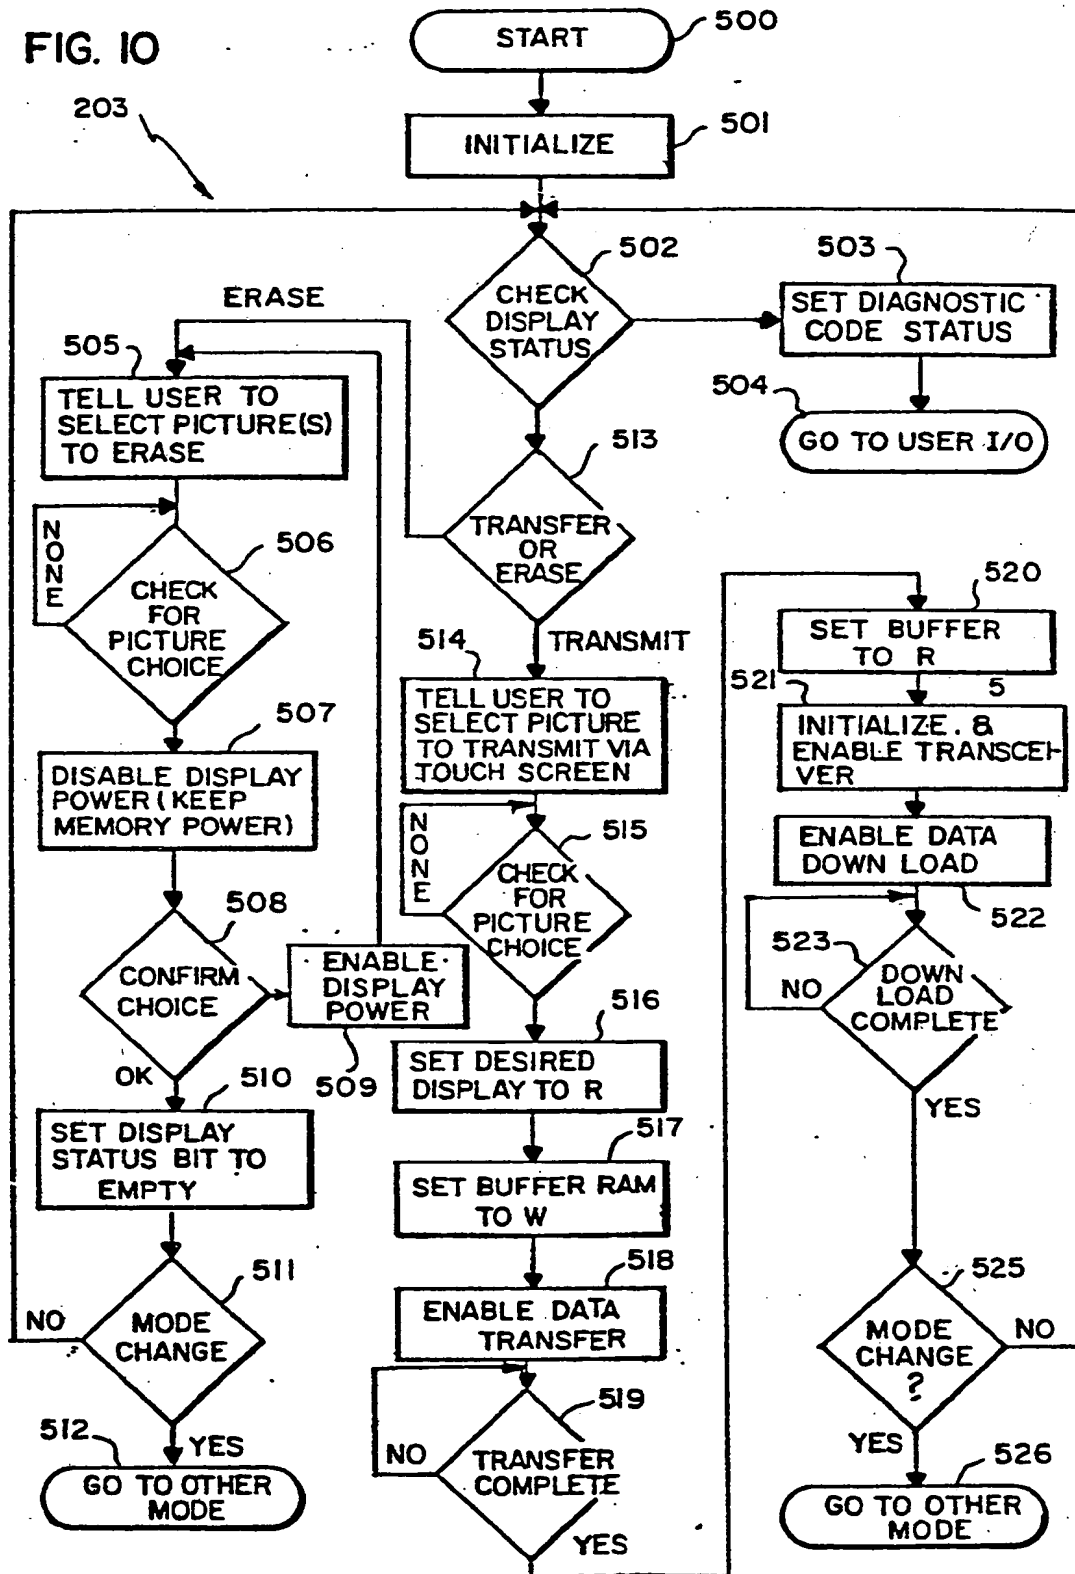 FIG. 10
START
500
203
INITIALIZE
501
502
CHECK
DISPLAY
STATUS
503
SET DIAGNOSTIC
CODE STATUS
504
GO TO USER I/O
ERASE
505
TELL USER TO
SELECT PICTURE(S)
TO ERASE
NONE
506
CHECK
FOR
PICTURE
CHOICE
507
DISABLE DISPLAY
POWER (KEEP
MEMORY POWER)
508
CONFIRM
CHOICE
ENABLE
DISPLAY
POWER
509
OK
510
SET DISPLAY
STATUS BIT TO
EMPTY
511
NO
MODE
CHANGE
512
YES
GO TO OTHER
MODE
513
TRANSFER
OR
ERASE
514
TRANSMIT
TELL USER TO
SELECT PICTURE
TO TRANSMIT VIA
TOUCH SCREEN
NONE
515
CHECK
FOR
PICTURE
CHOICE
516
SET DESIRED
DISPLAY TO R
517
SET BUFFER RAM
TO W
518
ENABLE DATA
TRANSFER
519
NO
TRANSFER
COMPLETE
YES
520
SET BUFFER
TO R
521
5
INITIALIZE. &
ENABLE TRANSCEI-
VER
ENABLE DATA
DOWN LOAD
522
523
NO
DOWN
LOAD
COMPLETE
YES
525
MODE
CHANGE
?
NO
YES
526
GO TO OTHER
MODE